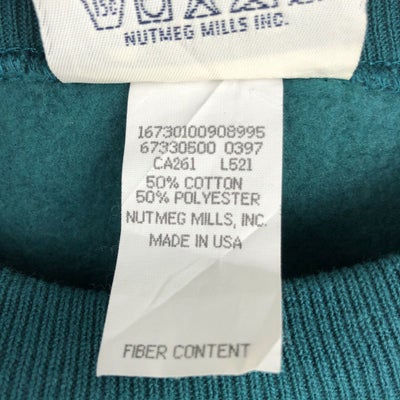 NUTMEG MILLS INC.
16730100908995
67330500 0397
CA261 L521
50% COTTON
50% POLYESTER
NUTMEG MILLS, INC.
MADE IN USA
FIBER CONTENT